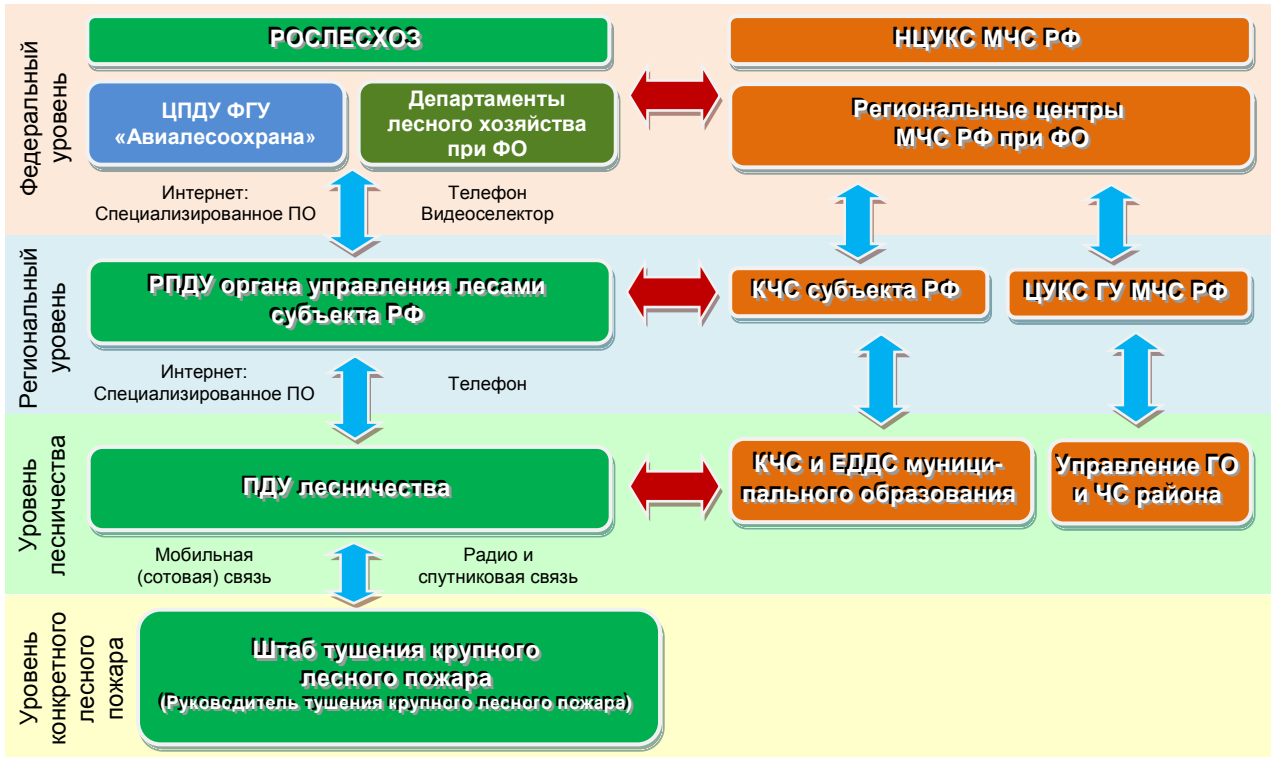 Федеральный
уровень
РОСЛЕСХОЗ
НЦУКС МЧС РФ
ЦПДУ ФГУ
«Авиалесоохрана»
Департаменты
лесного хозяйства
при ФО
Региональные центры
МЧС РФ при ФО
Интернет:
Специализированное ПО
Телефон
Видеоселектор
Региональный
уровень
РПДУ органа управления лесами
субъекта РФ
КЧС субъекта РФ
ЦУКС ГУ МЧС РФ
Интернет:
Специализированное ПО
Телефон
Уровень
лесничества
ПДУ лесничества
КЧС и ЕДДС муници-
пального образования
Управление ГО
и ЧС района
Мобильная
(сотовая) связь
Радио и
спутниковая связь
Уровень
конкретного
лесного
пожара
Штаб тушения крупного
лесного пожара
(Руководитель тушения крупного лесного пожара)